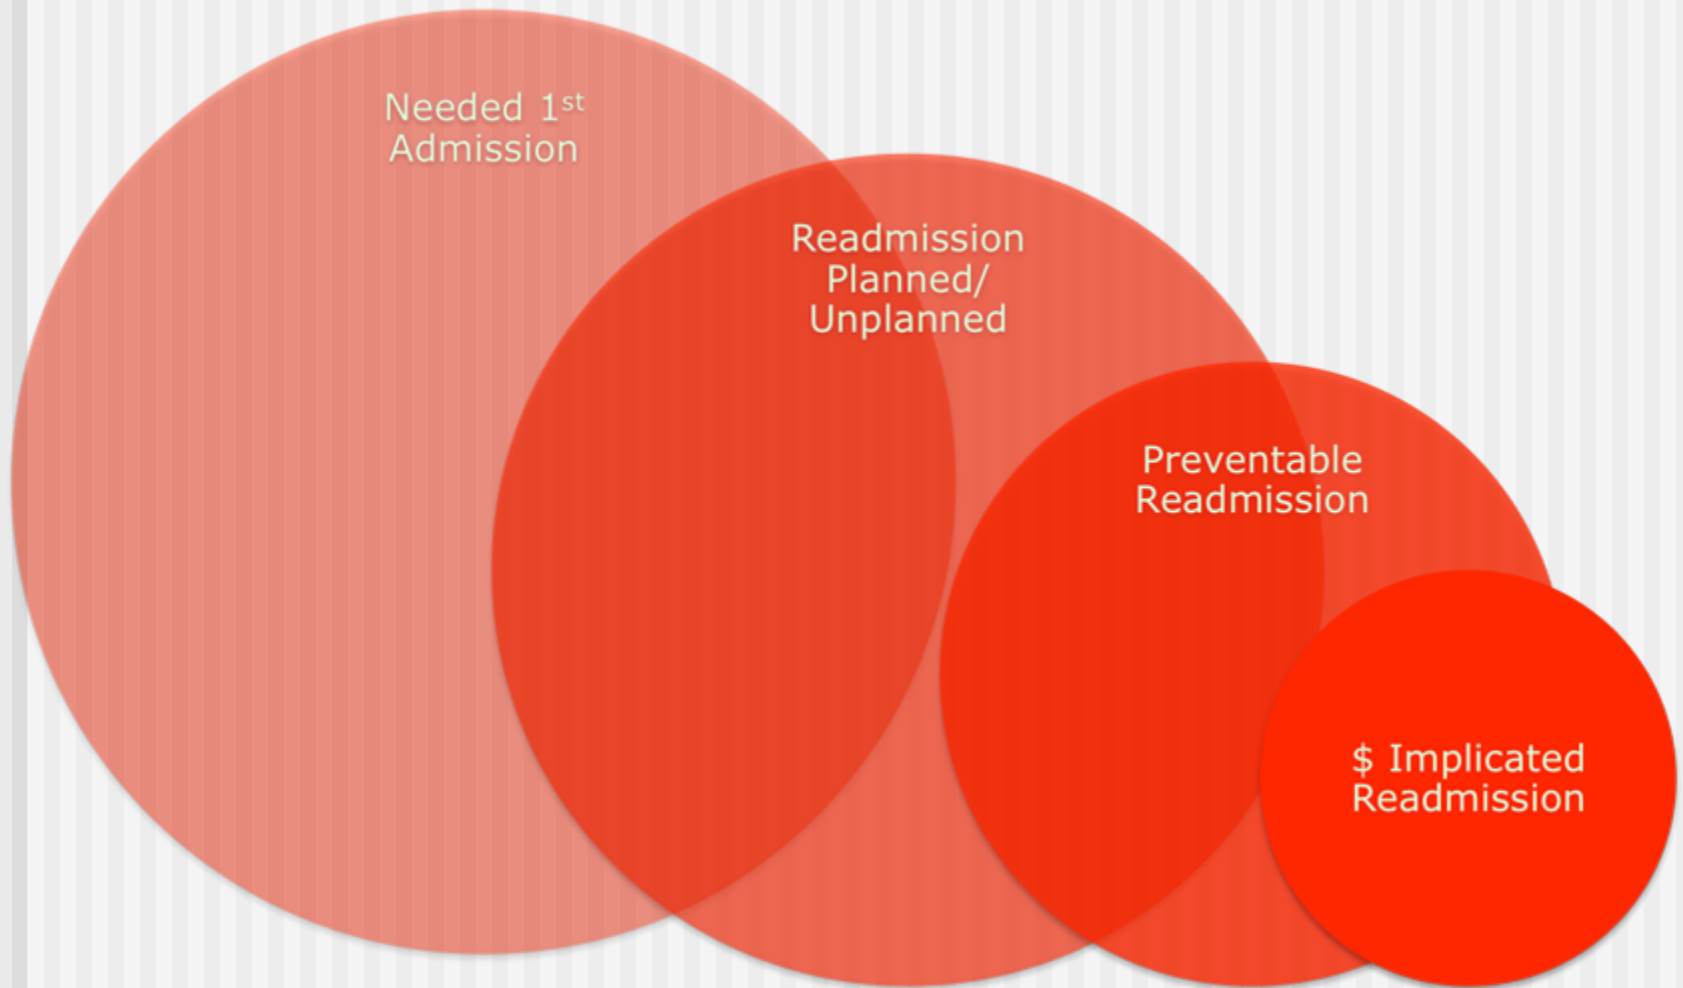 Needed 1st
Admission
Readmission
Planned/
Unplanned
Preventable
Readmission
$ Implicated
Readmission